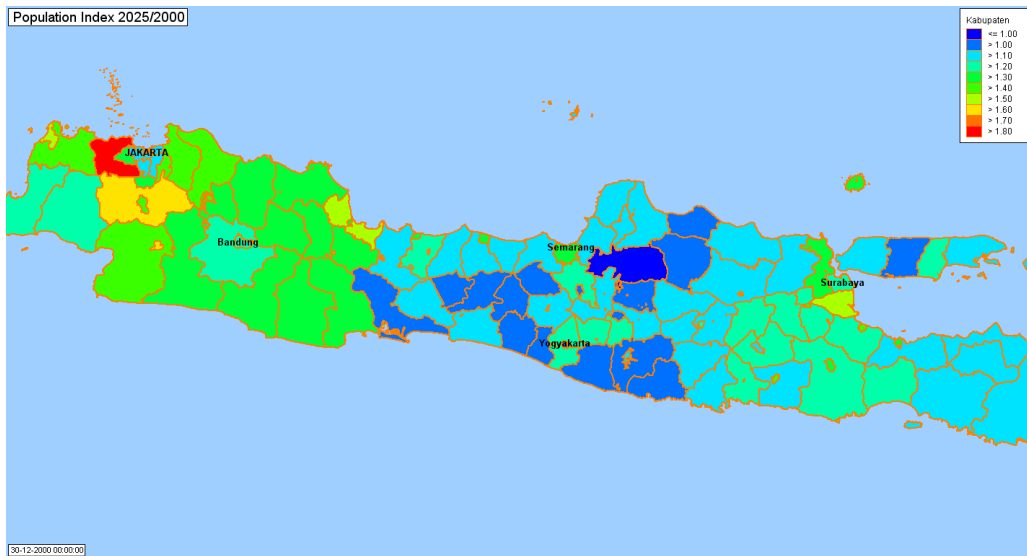 Population Index 2025/2000
Kabupaten
<= 1.00
> 1.00
> 1.10
> 1.20
> 1.30
> 1.40
> 1.50
> 1.60
> 1.70
> 1.80
JAKARTA
Bandung
Semarang
Surabaya
Yogyakarta
30-12-2000 00:00:00